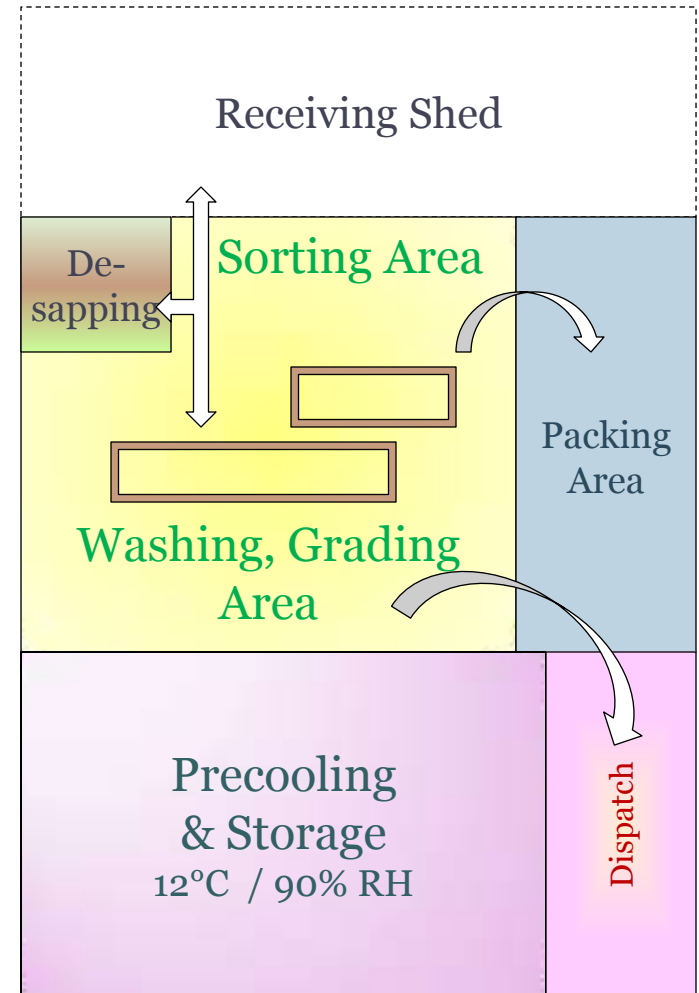 Receiving Shed
De-
sapping
Sorting Area
Packing
Area
Washing, Grading
Area
Precooling
& Storage
12°C / 90% RH
Dispatch